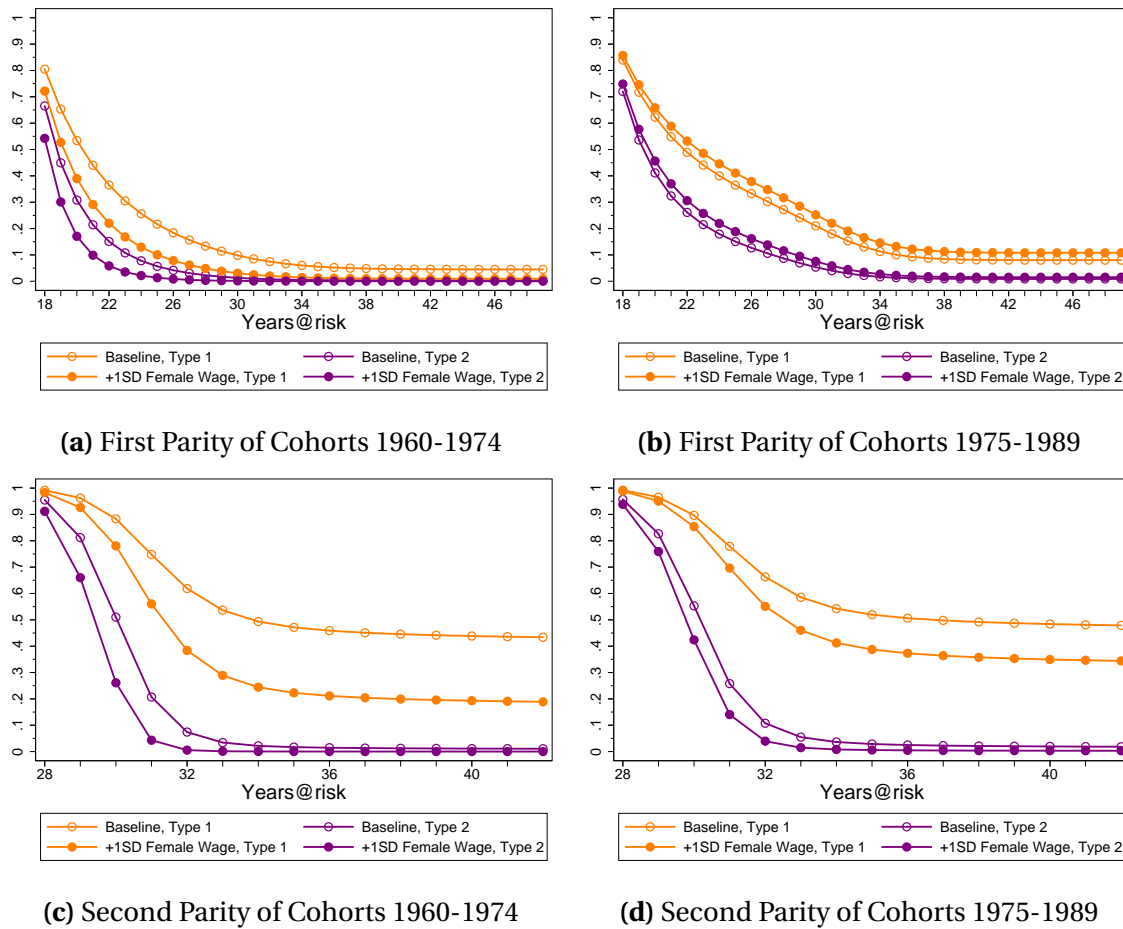 0 .1 .2 .3 .4 .5 .6 .7 .8 .9 1
18 22 26 30 34 38 42 46
Years@risk
Baseline, Type 1 Baseline, Type 2
+1SD Female Wage, Type 1 +1SD Female Wage, Type 2
(a) First Parity of Cohorts 1960-1974
0 .1 .2 .3 .4 .5 .6 .7 .8 .9 1
18 22 26 30 34 38 42 46
Years@risk
Baseline, Type 1 Baseline, Type 2
+1SD Female Wage, Type 1 +1SD Female Wage, Type 2
(b) First Parity of Cohorts 1975-1989
0 .1 .2 .3 .4 .5 .6 .7 .8 .9 1
28 32 36 40
Years@risk
Baseline, Type 1 Baseline, Type 2
+1SD Female Wage, Type 1 +1SD Female Wage, Type 2
(c) Second Parity of Cohorts 1960-1974
0 .1 .2 .3 .4 .5 .6 .7 .8 .9 1
28 32 36 40
Years@risk
Baseline, Type 1 Baseline, Type 2
+1SD Female Wage, Type 1 +1SD Female Wage, Type 2
(d) Second Parity of Cohorts 1975-1989